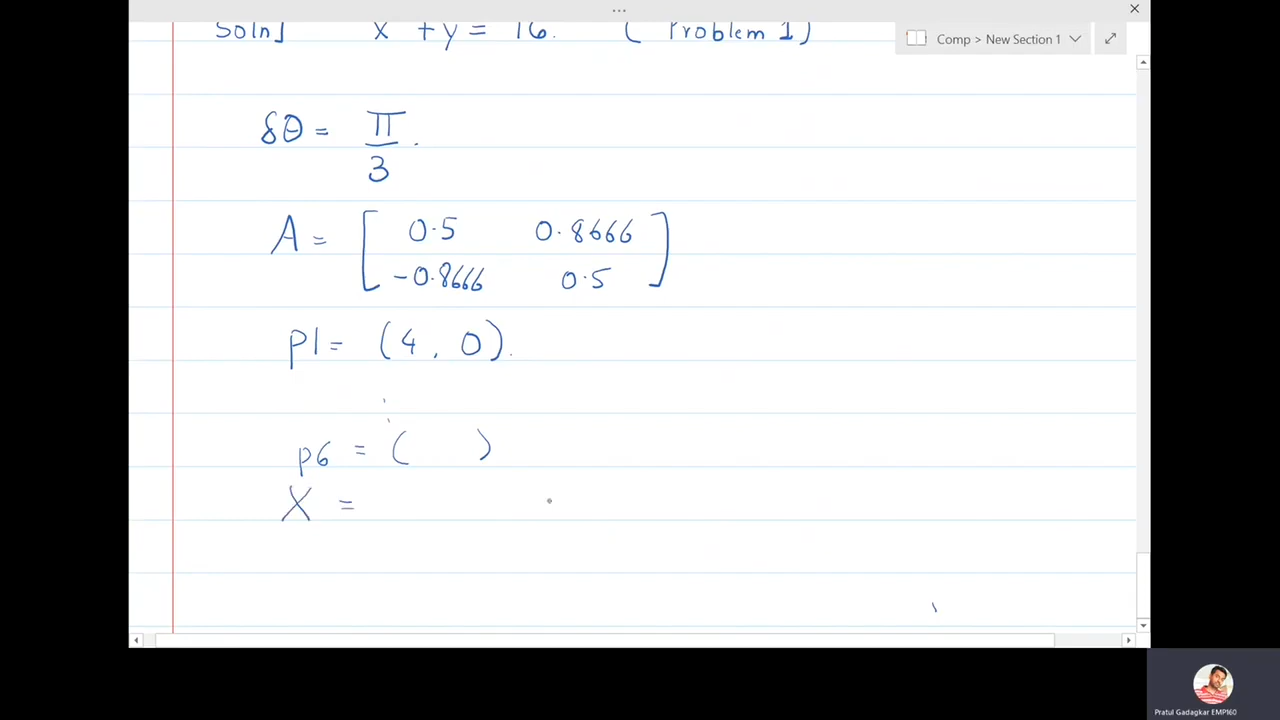 ...
Comp > New Section 1
Soln] x + y = 16. ( Problem 1)
δθ = π/3.
A = [ 0.5 0.8666
-0.8666 0.5 ]
p1 = (4, 0).
p6 = ( )
X =
Pratul Gadagkar EMP160